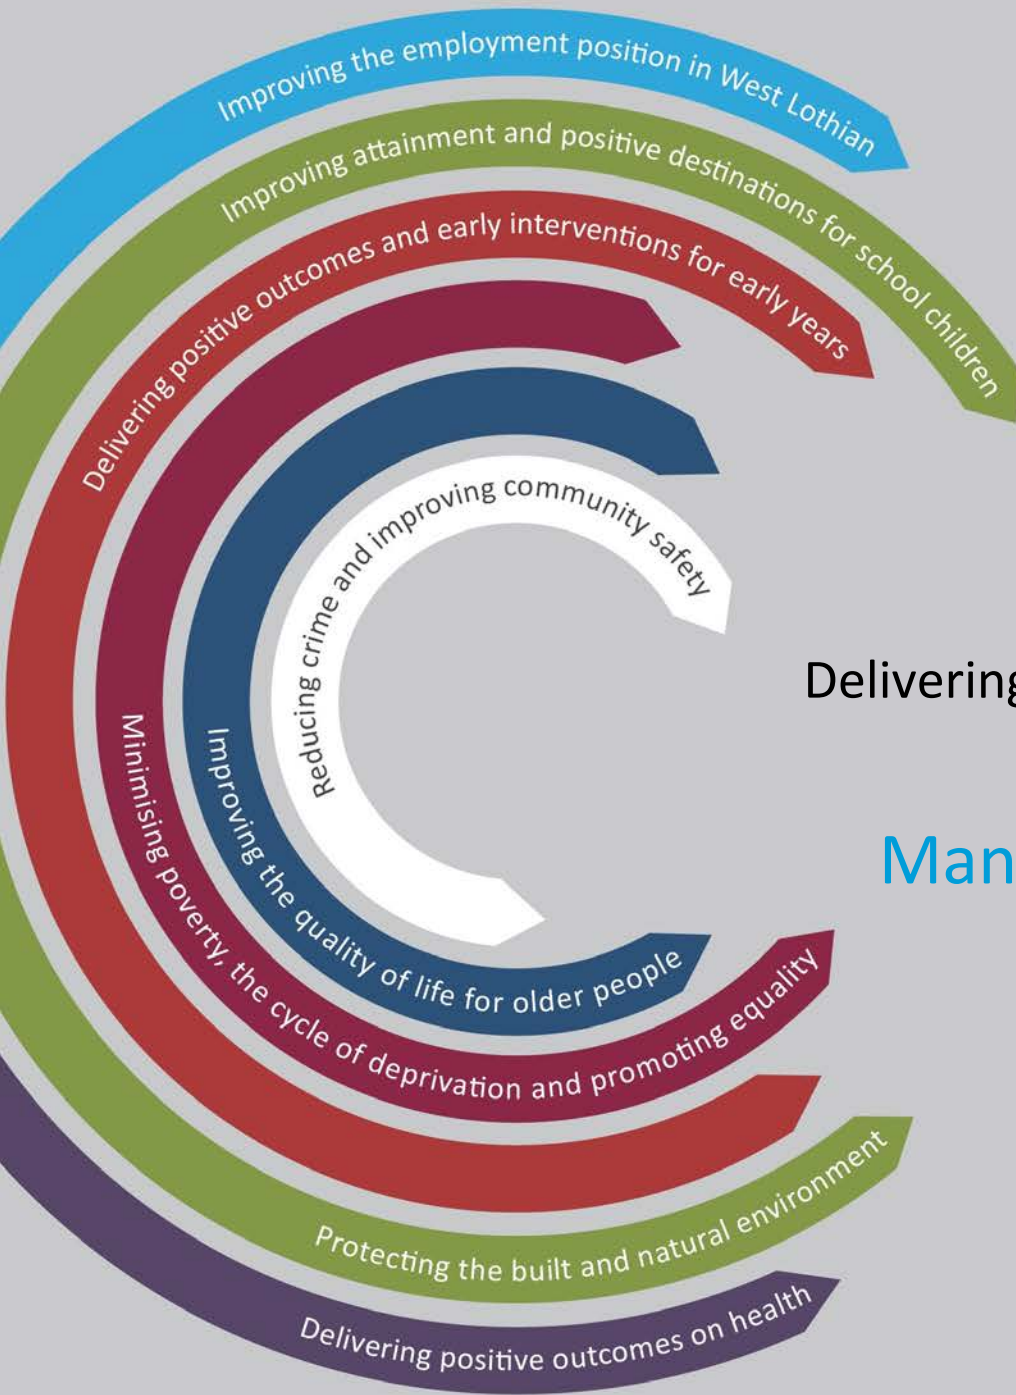 Improving the employment position in West Lothian
Improving attainment and positive destinations for school children
Delivering positive outcomes and early interventions for early years
Reducing crime and improving community safety
Delivering
Man
Improving the quality of life for older people
Minimising poverty, the cycle of deprivation and promoting equality
Protecting the built and natural environment
Delivering positive outcomes on health